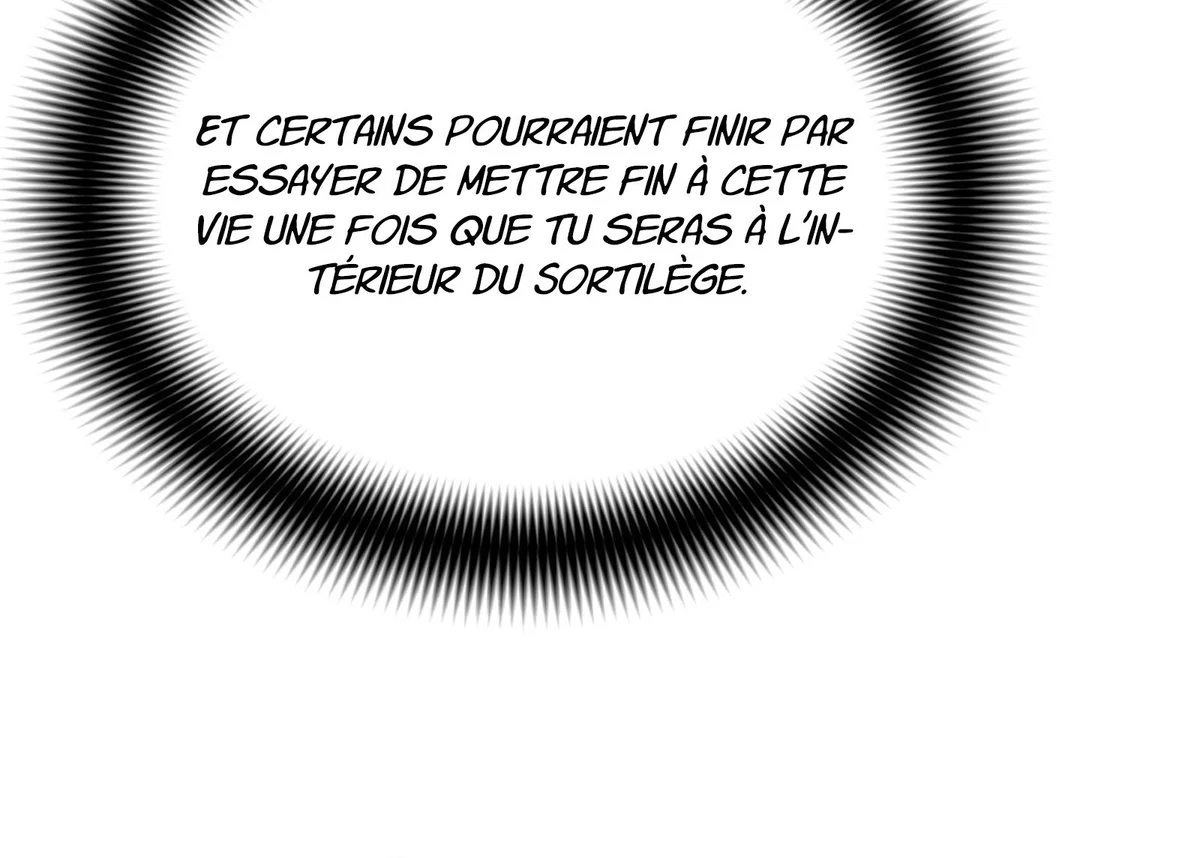 ET CERTAINS POURRAIENT FINIR PAR
ESSAYER DE METTRE FIN À CETTE
VIE UNE FOIS QUE TU SERAS À L'IN-
TÉRIEUR DU SORTILÈGE.